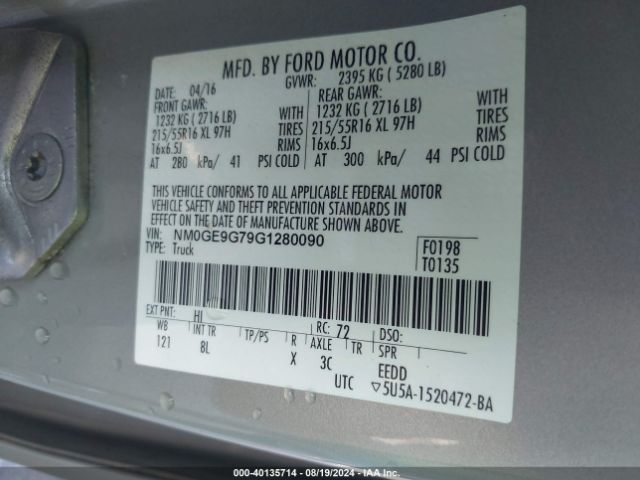 MFD. BY FORD MOTOR CO.
DATE: 04/16 GVWR: 2395 KG ( 5280 LB)
FRONT GAWR: REAR GAWR:
1232 KG ( 2716 LB) WITH 1232 KG ( 2716 LB) WITH
215/55R16 XL 97H TIRES 215/55R16 XL 97H TIRES
16x6.5J RIMS 16x6.5J RIMS
AT 280 kPa/ 41 PSI COLD AT 300 kPa/ 44 PSI COLD
THIS VEHICLE CONFORMS TO ALL APPLICABLE FEDERAL MOTOR
VEHICLE SAFETY AND THEFT PREVENTION STANDARDS IN
EFFECT ON THE DATE OF MANUFACTURE SHOWN ABOVE.
VIN: NM0GE9G79G1280090 F0198
TYPE: Truck T0135
EXT PNT: HI RC: 72 DSO:
WB INT TR TP/PS R AXLE TR SPR
121 8L X 3C EEDD
UTC ▽5U5A-1520472-BA
000-40135714 - 08/19/2024 - IAA Inc.